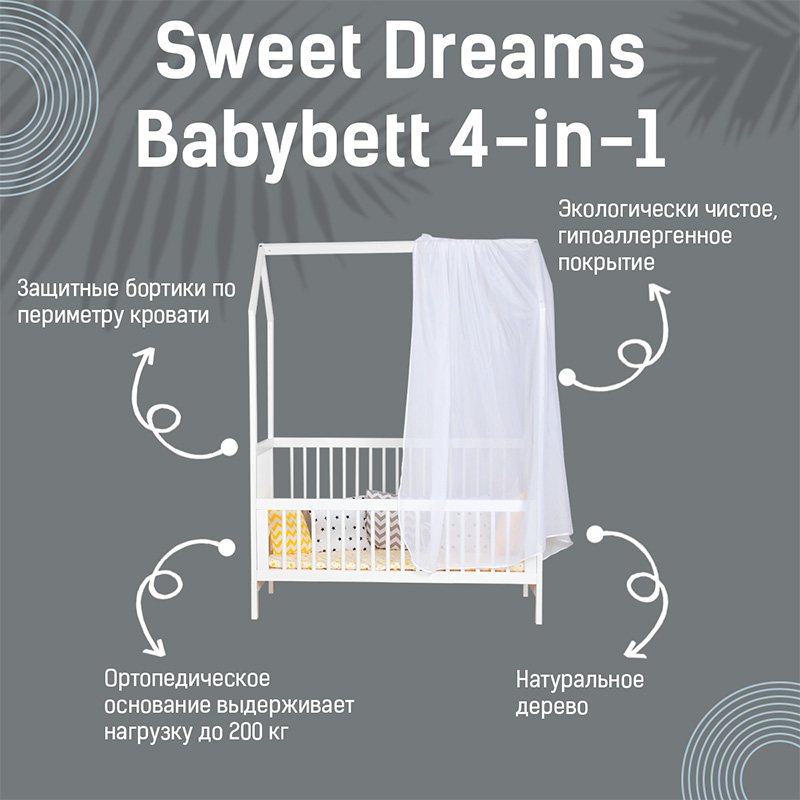 Sweet Dreams
Babybett 4-in-1
Экологически чистое,
гипоаллергенное
покрытие
Защитные бортики по
периметру кровати
Ортопедическое
основание выдерживает
нагрузку до 200 кг
Натуральное
дерево